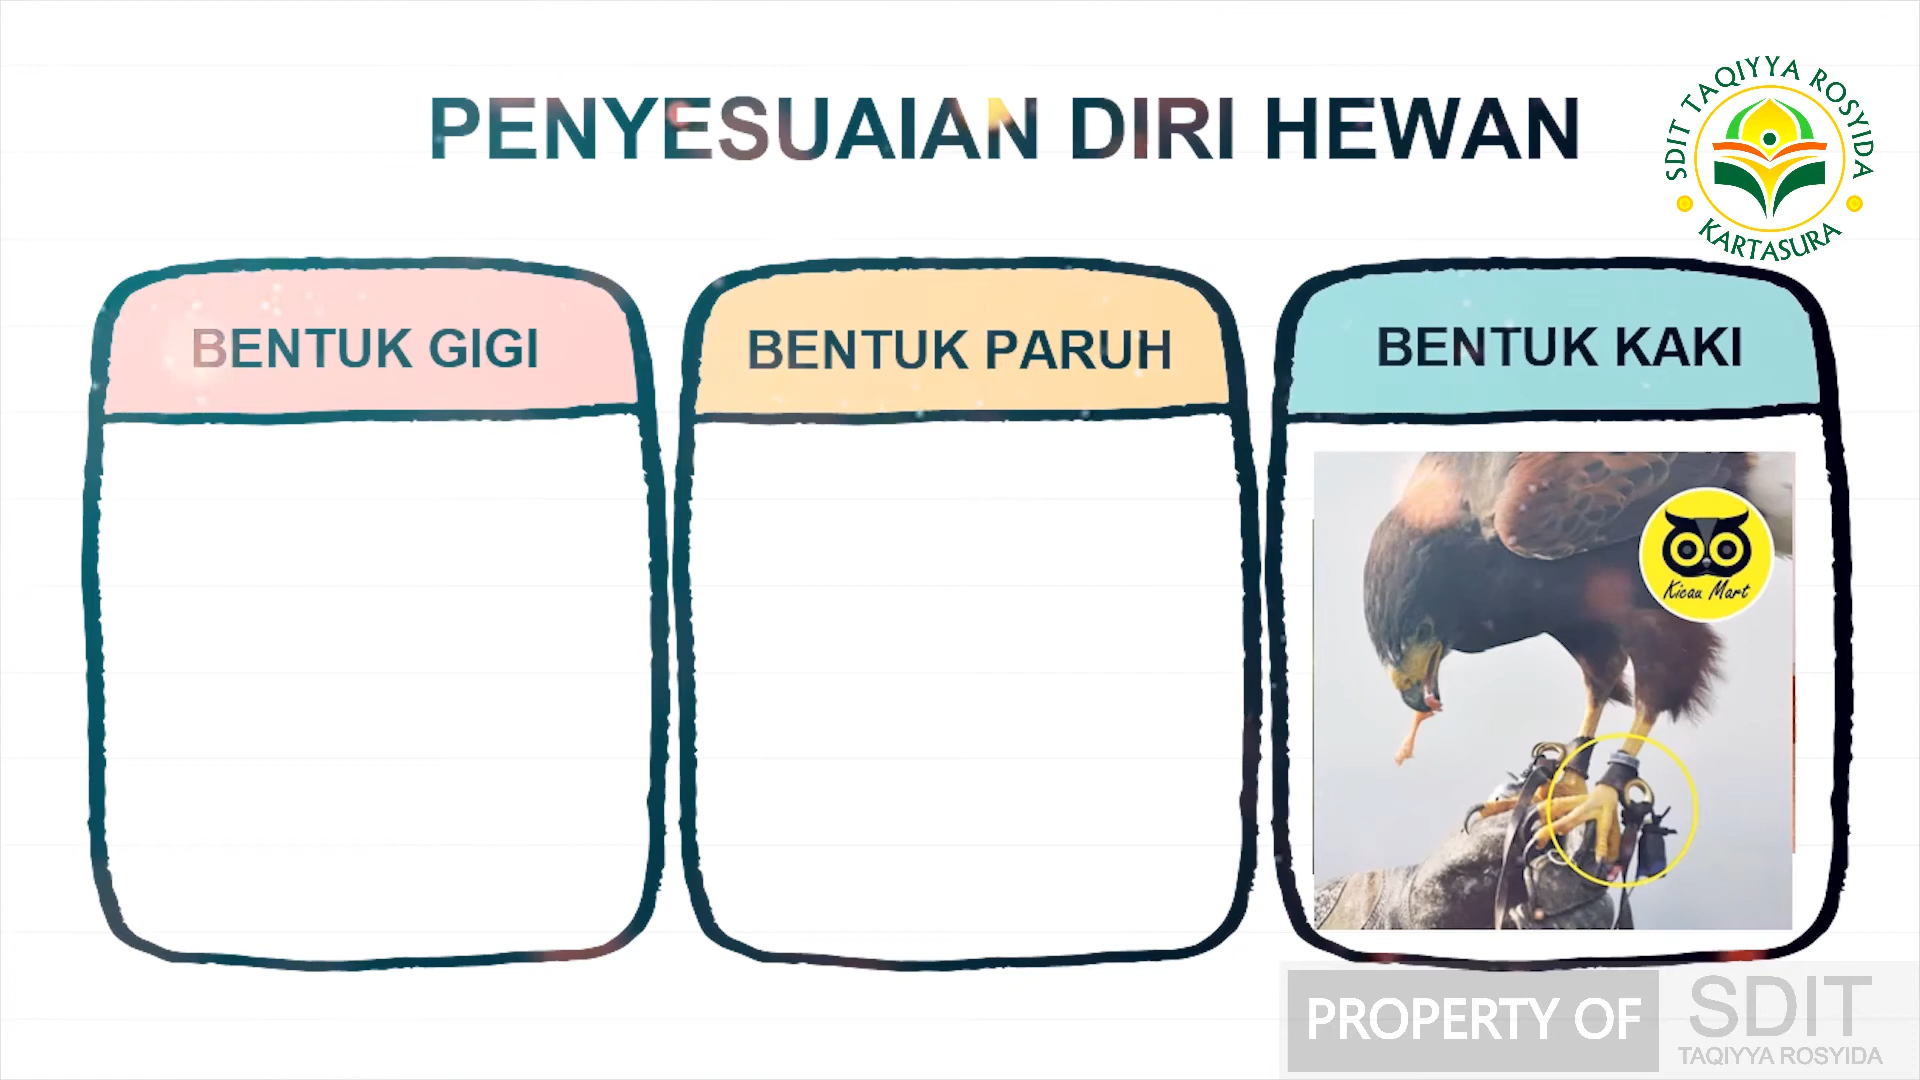 PENYESUAIAN DIRI HEWAN
SDIT TAQIYYA ROSYIDA
KARTASURA
BENTUK GIGI
BENTUK PARUH
BENTUK KAKI
Kicau Mart
PROPERTY OF
SDIT
TAQIYYA ROSYIDA